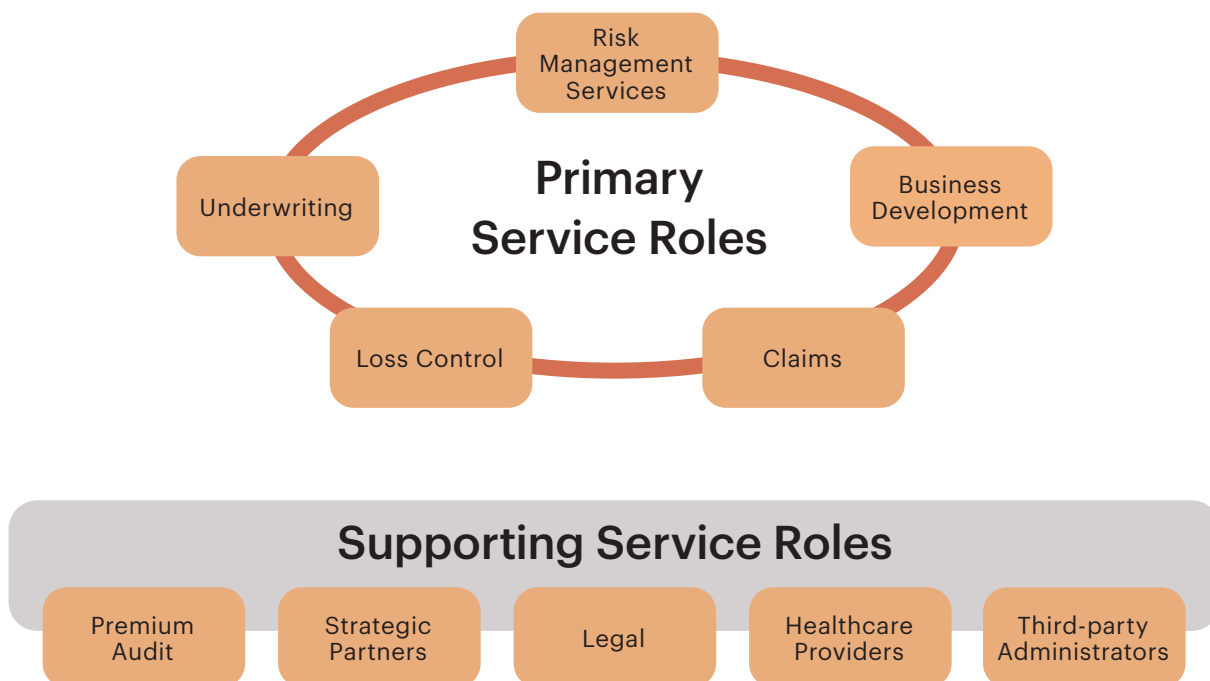 Risk
Management
Services
Primary
Service Roles
Underwriting
Business
Development
Loss Control
Claims
Supporting Service Roles
Premium
Audit
Strategic
Partners
Legal
Healthcare
Providers
Third-party
Administrators